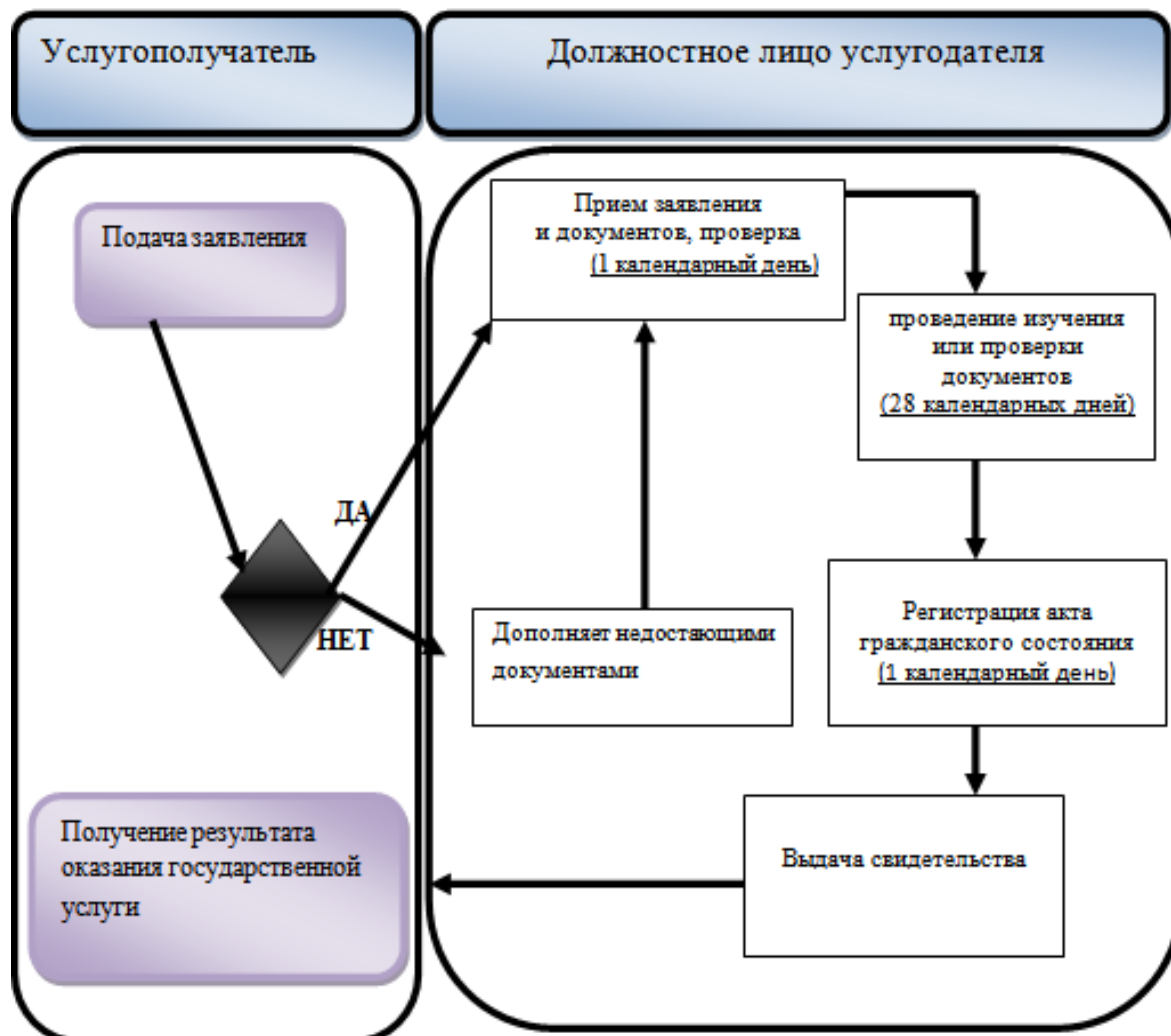 Услугополучатель
Должностное лицо услугодателя
Подача заявления
Прием заявления
и документов, проверка
(1 календарный день)
проведение изучения
или проверки
документов
(28 календарных дней)
ДА
НЕТ
Дополняет недостающими
документами
Регистрация акта
гражданского состояния
(1 календарный день)
Получение результата
оказания государственной
услуги
Выдача свидетельства